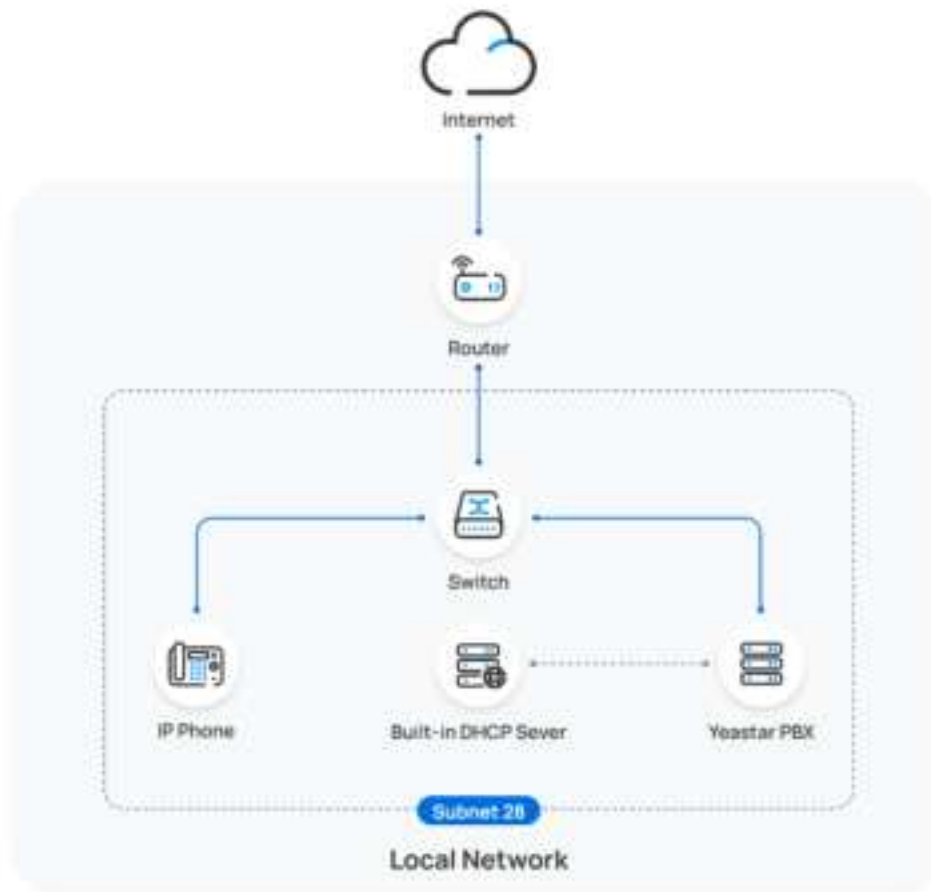 Internet
Router
Switch
IP Phone
Built-in DHCP Sever
Yeastar PBX
Subnet 28
Local Network